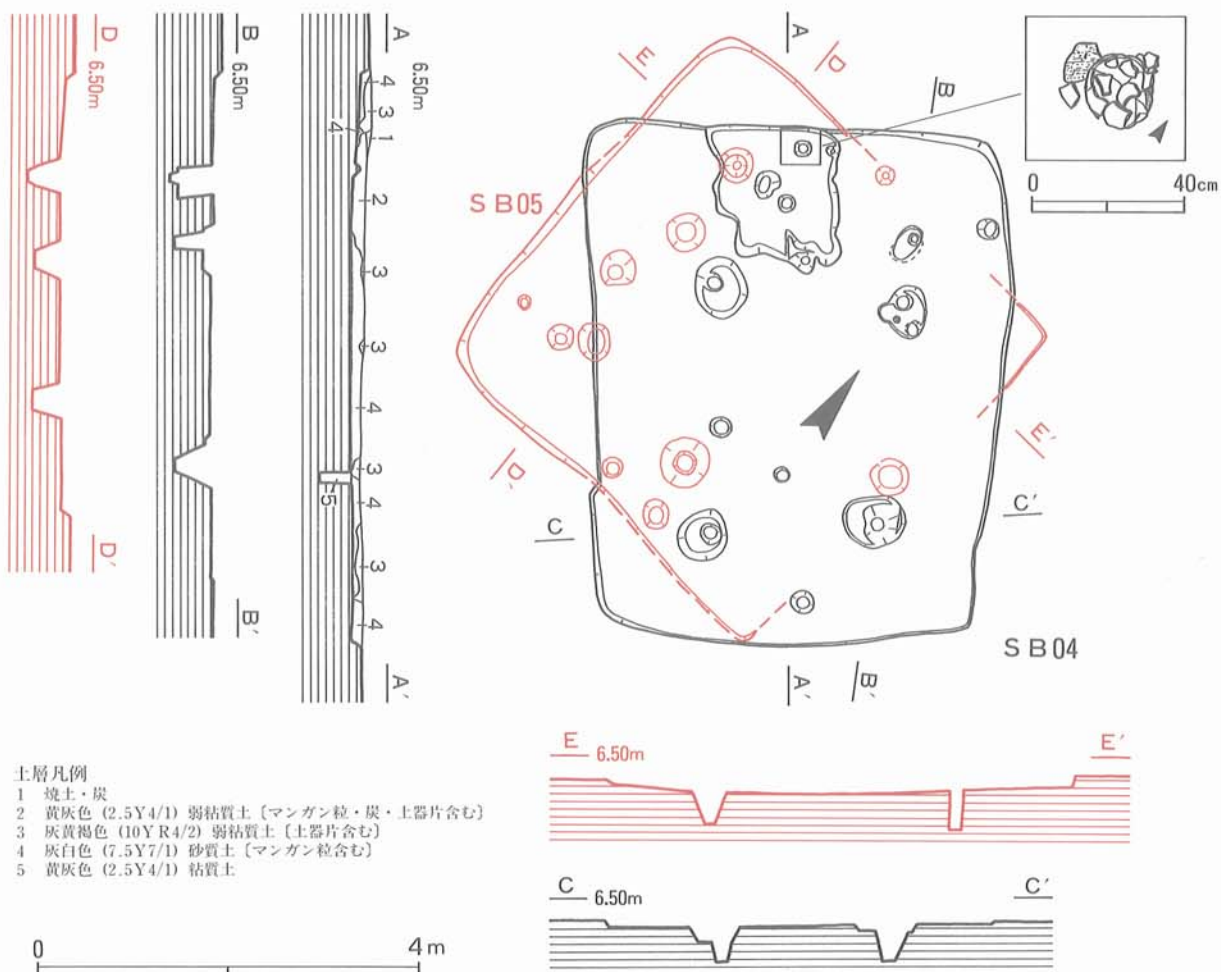 D 6.50m
B 6.50m
A 6.50m
4
3
1
4
2
3
3
4
3
5
4
3
4
D′
B′
A′
A
D
E
B
0 40cm
SB05
E′
D′
C
C′
SB04
A′
B′
土層凡例
1 焼土・炭
2 黄灰色 (2.5Y4/1) 弱粘質土〔マンガン粒・炭・土器片含む〕
3 灰黄褐色 (10YR4/2) 弱粘質土〔土器片含む〕
4 灰白色 (7.5Y7/1) 砂質土〔マンガン粒含む〕
5 黄灰色 (2.5Y4/1) 粘質土
0 4m
E 6.50m E′
C 6.50m C′